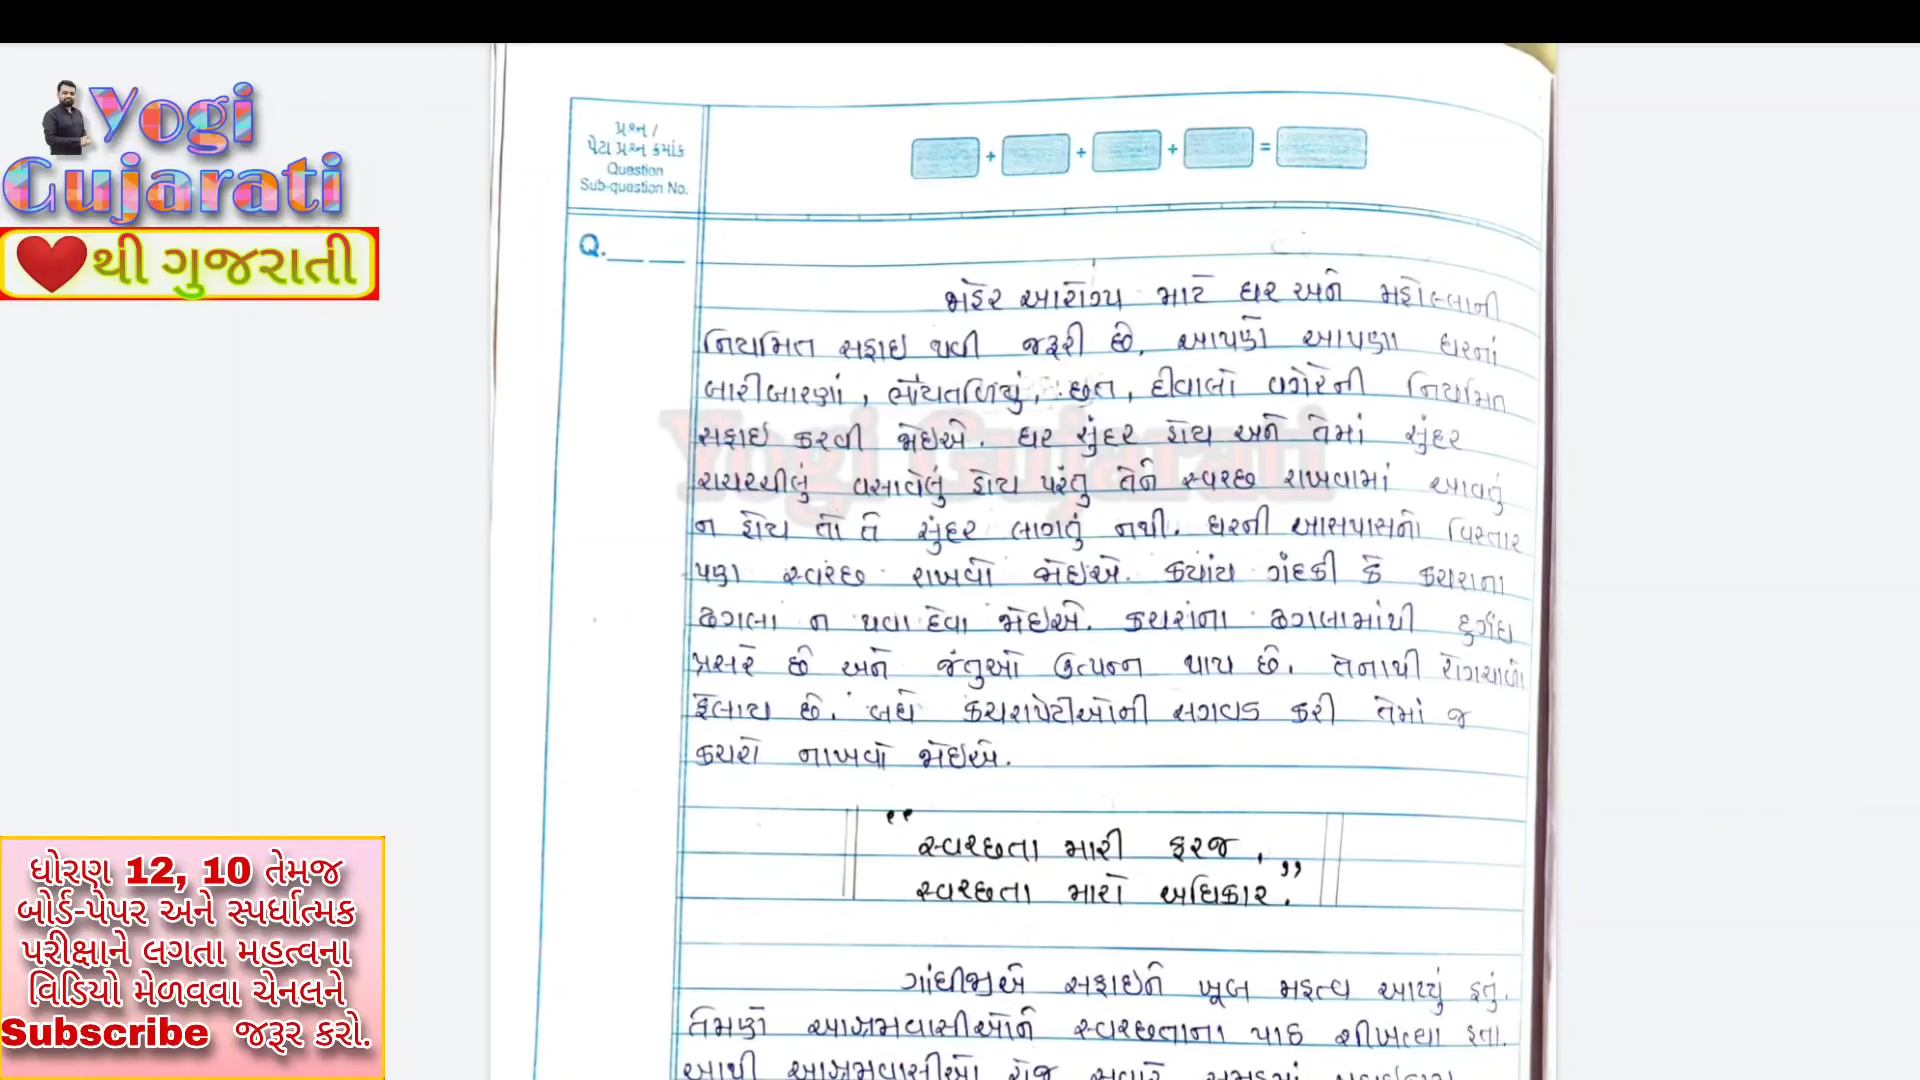 Yogi
Gujarati
થી ગુજરાતી
પ્રશ્ન /
પેટા પ્રશ્ન ક્રમાંક
Question
Sub-question No.
+ + + =
Q.
જાહેર આરોગ્ય માટે ઘર અને મહોલ્લાની
નિયમિત સફાઇ થવી જરૂરી છે. આપણે આપણા ઘરનાં
બારીબારણાં, ભોંયતળિયું, છત, દીવાલો વગેરેની નિયમિત
સફાઇ કરવી જોઇએ. ઘર સુંદર હોય અને તેમાં સુંદર
રાચરચીલું વસાવેલું હોય પરંતુ તેને સ્વચ્છ રાખવામાં આવતું
ન હોય તો તે સુંદર લાગતું નથી. ઘરની આસપાસનો વિસ્તાર
પણ સ્વચ્છ રાખવો જોઇએ. ક્યાંય ગંદકી કે કચરાના
ઢગલા ન થવા દેવા જોઇએ. કચરાંના ઢગલામાંથી દુર્ગંધ
પ્રસરે છે અને જંતુઓ ઉત્પન્ન થાય છે. તેનાથી રોગચાળો
ફેલાય છે. બધે કચરાપેટીઓની સગવડ કરી તેમાં જ
કચરો નાખવો જોઇએ.
"સ્વચ્છતા મારી ફરજ,
સ્વચ્છતા મારો અધિકાર."
ગાંધીજીએ સફાઇને ખૂબ મહત્વ આપ્યું હતું.
તેમણે આશ્રમવાસીઓને સ્વચ્છતાના પાઠ શીખવ્યા હતા.
આથી આશ્રમવાસીઓ રોજ સવારે
ધોરણ 12, 10 તેમજ
બોર્ડ-પેપર અને સ્પર્ધાત્મક
પરીક્ષાને લગતા મહત્વના
વિડિયો મેળવવા ચેનલને
Subscribe જરૂર કરો.